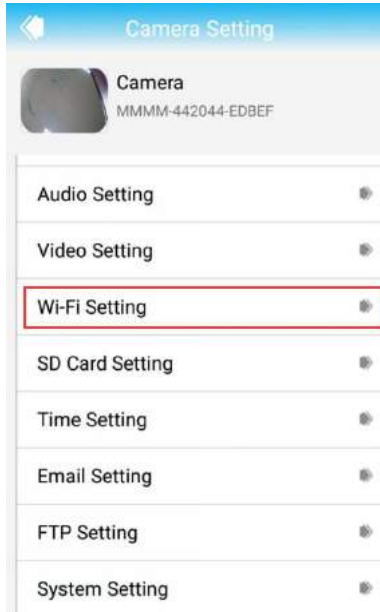 Camera Setting
Camera
MMMM-442044-EDBEF
Audio Setting
Video Setting
Wi-Fi Setting
SD Card Setting
Time Setting
Email Setting
FTP Setting
System Setting